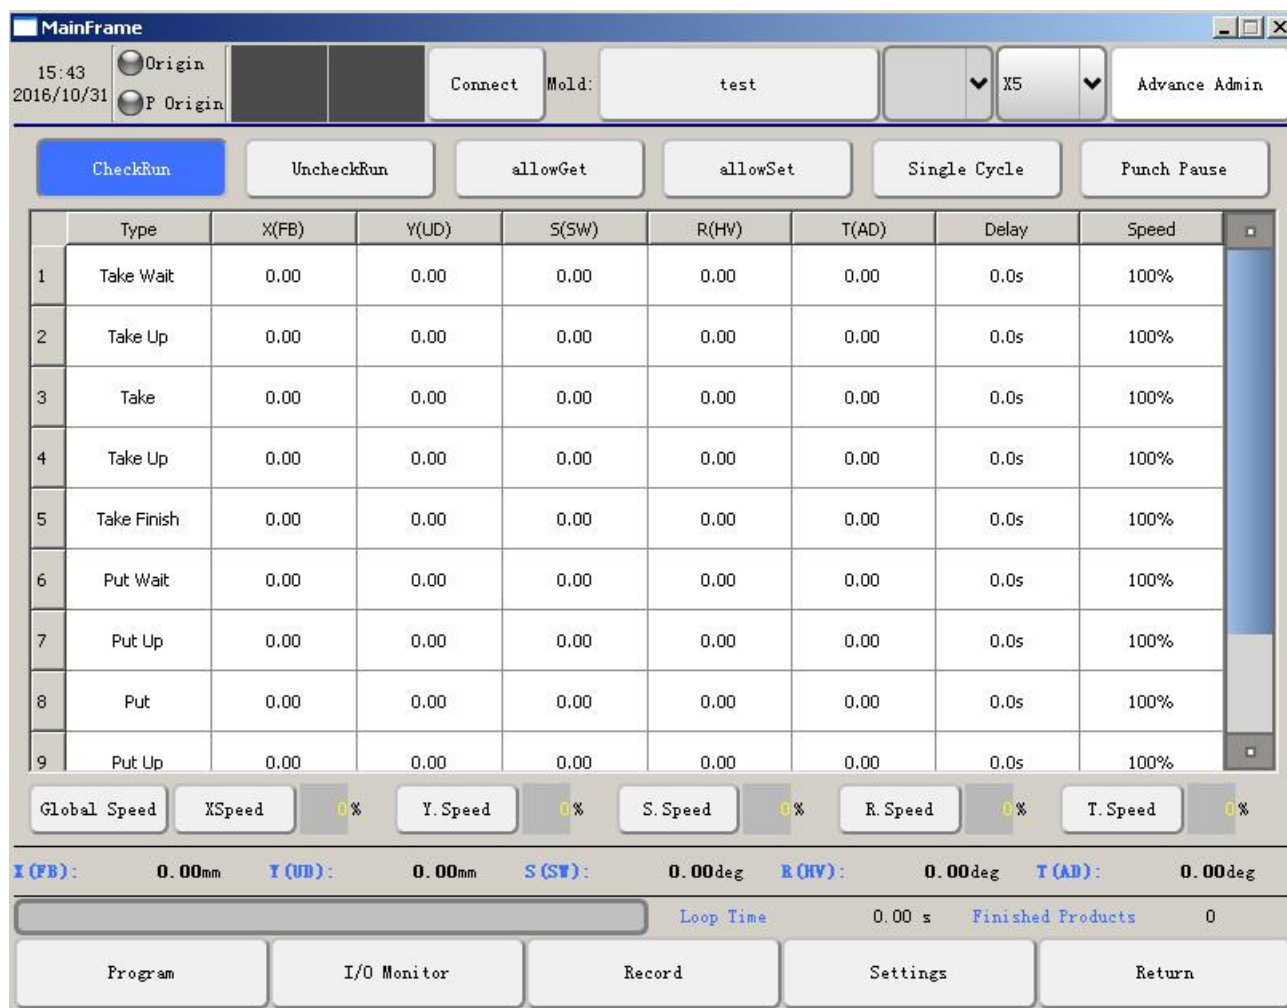 MainFrame
15:43
2016/10/31
Origin
P Origin
Connect
Mold:
test
X5
Advance Admin
CheckRun UncheckRun allowGet allowSet Single Cycle Punch Pause
Type X(FB) Y(UD) S(SW) R(HV) T(AD) Delay Speed
1 Take Wait 0.00 0.00 0.00 0.00 0.00 0.0s 100%
2 Take Up 0.00 0.00 0.00 0.00 0.00 0.0s 100%
3 Take 0.00 0.00 0.00 0.00 0.00 0.0s 100%
4 Take Up 0.00 0.00 0.00 0.00 0.00 0.0s 100%
5 Take Finish 0.00 0.00 0.00 0.00 0.00 0.0s 100%
6 Put Wait 0.00 0.00 0.00 0.00 0.00 0.0s 100%
7 Put Up 0.00 0.00 0.00 0.00 0.00 0.0s 100%
8 Put 0.00 0.00 0.00 0.00 0.00 0.0s 100%
9 Put Up 0.00 0.00 0.00 0.00 0.00 0.0s 100%
Global Speed XSpeed 0% Y.Speed 0% S.Speed 0% R.Speed 0% T.Speed 0%
X(FB): 0.00mm Y(UD): 0.00mm S(SW): 0.00deg R(HV): 0.00deg T(AD): 0.00deg
Loop Time 0.00 s Finished Products 0
Program I/O Monitor Record Settings Return